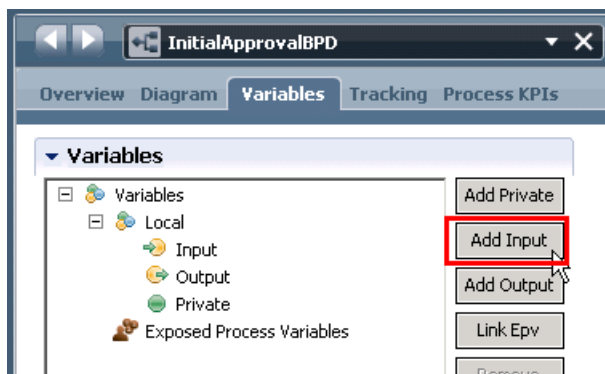 InitialApprovalBPD
Overview Diagram Variables Tracking Process KPIs
Variables
Variables
Local
Input
Output
Private
Exposed Process Variables
Add Private
Add Input
Add Output
Link Epv
Remove